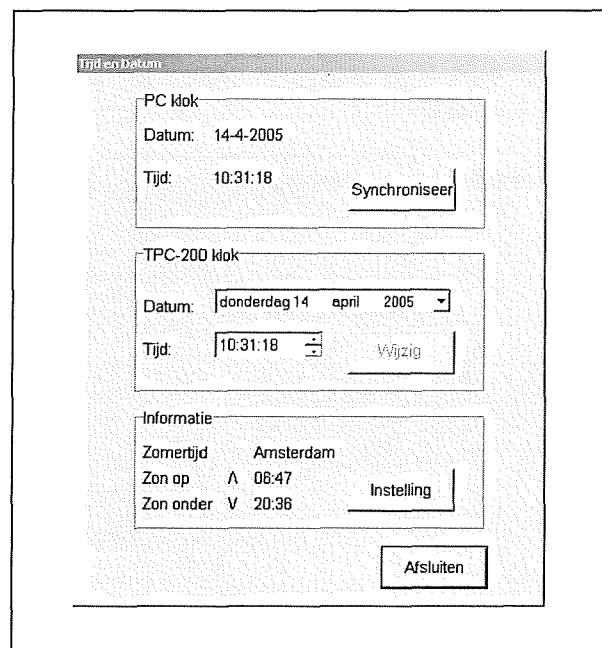 Tijd en Datum
PC klok
Datum: 14-4-2005
Tijd: 10:31:18
Synchroniseer
TPC-200 klok
Datum: donderdag 14 april 2005
Tijd: 10:31:18 Wijzig
Informatie
Zomertijd Amsterdam
Zon op Λ 06:47
Zon onder V 20:36
Instelling
Afsluiten